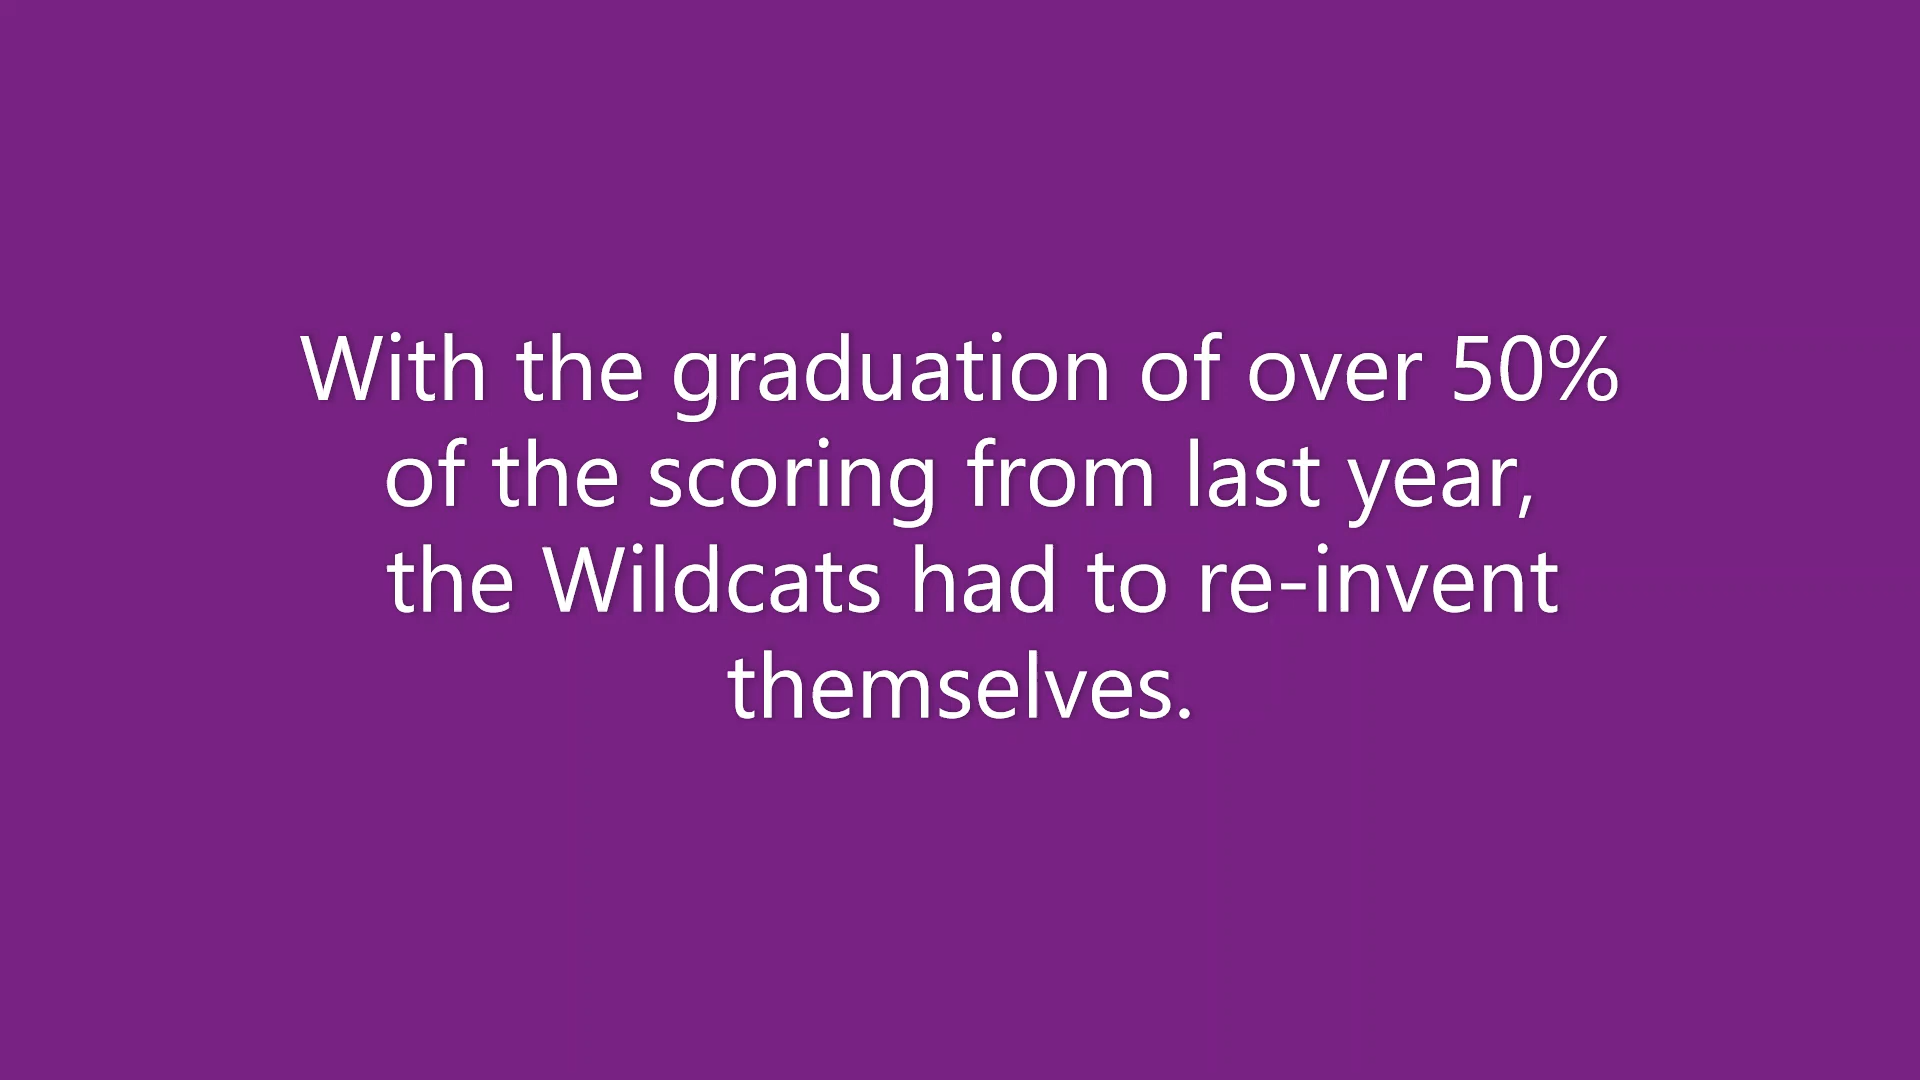 With the graduation of over 50%
of the scoring from last year,
the Wildcats had to re-invent
themselves.